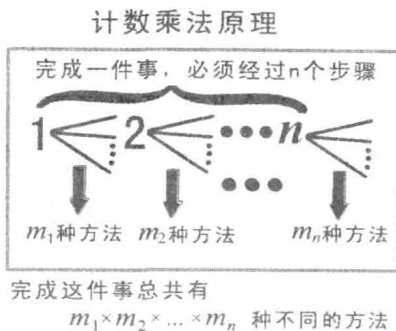 计数乘法原理
完成一件事，必须经过n个步骤
1 2 ••• n
•••
m₁种方法 m₂种方法 mₙ种方法
完成这件事总共有
m₁×m₂×…×mₙ 种不同的方法